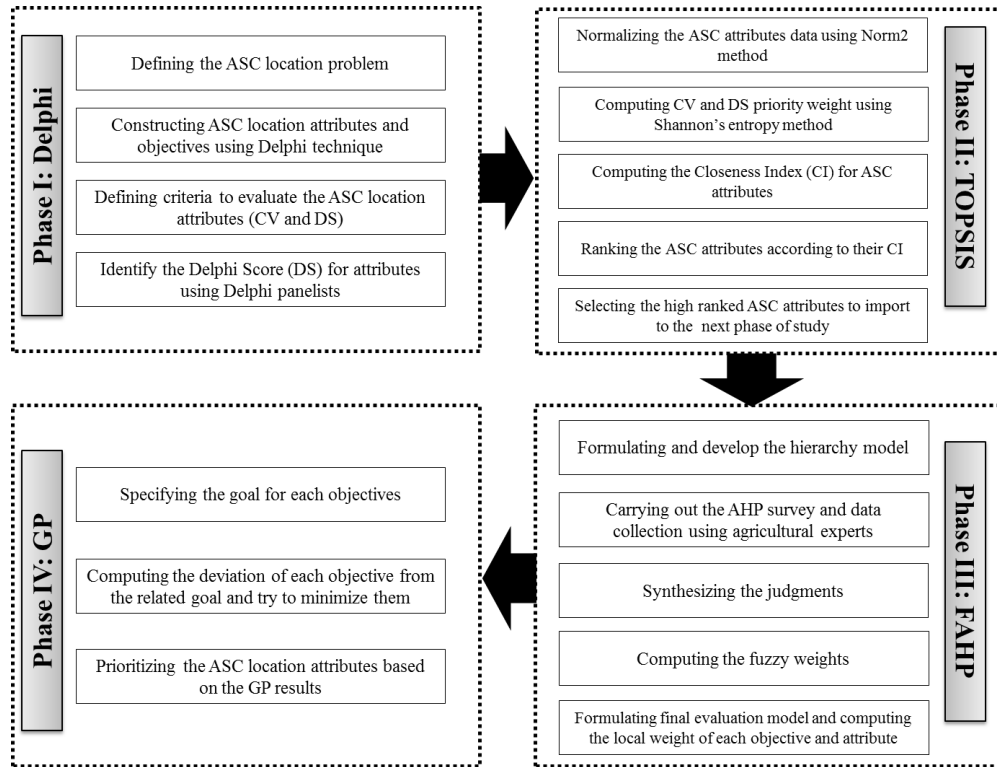 Phase I: Delphi
Defining the ASC location problem
Constructing ASC location attributes and
objectives using Delphi technique
Defining criteria to evaluate the ASC location
attributes (CV and DS)
Identify the Delphi Score (DS) for attributes
using Delphi panelists
Phase II: TOPSIS
Normalizing the ASC attributes data using Norm2
method
Computing CV and DS priority weight using
Shannon's entropy method
Computing the Closeness Index (CI) for ASC
attributes
Ranking the ASC attributes according to their CI
Selecting the high ranked ASC attributes to import
to the next phase of study
Phase III: FAHP
Formulating and develop the hierarchy model
Carrying out the AHP survey and data
collection using agricultural experts
Synthesizing the judgments
Computing the fuzzy weights
Formulating final evaluation model and computing
the local weight of each objective and attribute
Phase IV: GP
Specifying the goal for each objectives
Computing the deviation of each objective from
the related goal and try to minimize them
Prioritizing the ASC location attributes based
on the GP results